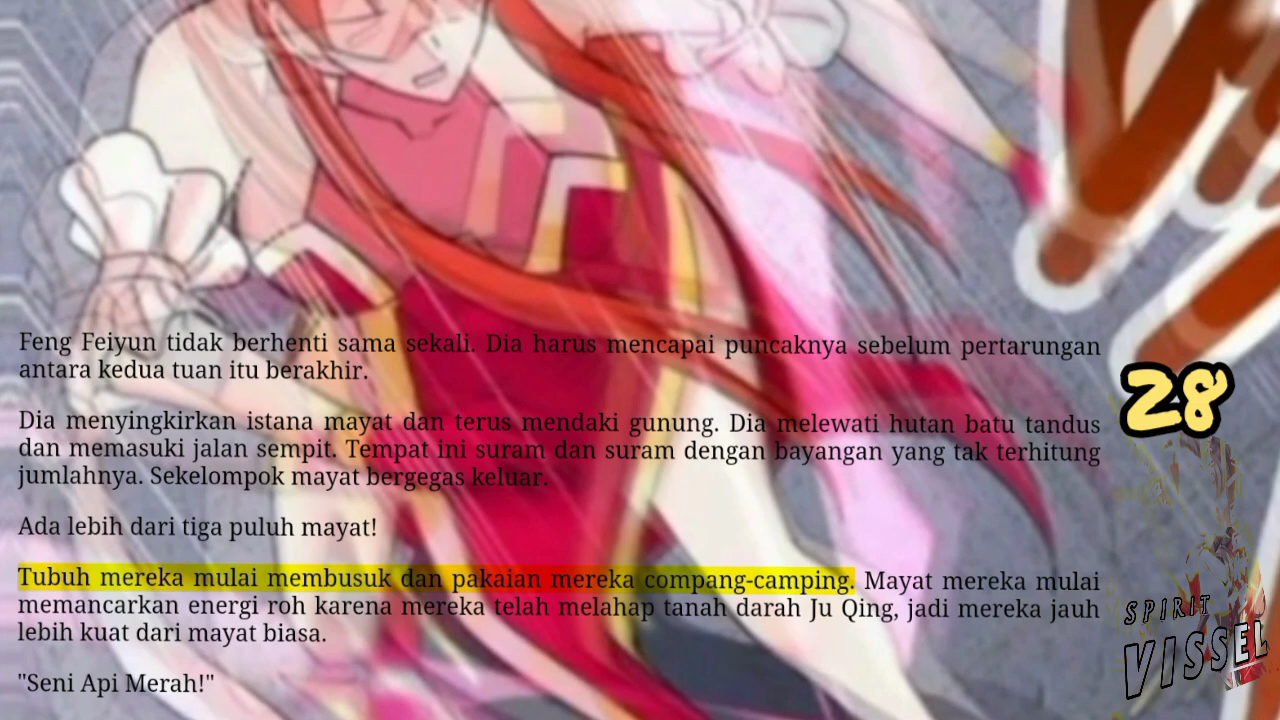 Feng Feiyun tidak berhenti sama sekali. Dia harus mencapai puncaknya sebelum pertarungan
antara kedua tuan itu berakhir.
Dia menyingkirkan istana mayat dan terus mendaki gunung. Dia melewati hutan batu tandus
dan memasuki jalan sempit. Tempat ini suram dan suram dengan bayangan yang tak terhitung
jumlahnya. Sekelompok mayat bergegas keluar.
Ada lebih dari tiga puluh mayat!
Tubuh mereka mulai membusuk dan pakaian mereka compang-camping. Mayat mereka mulai
memancarkan energi roh karena mereka telah melahap tanah darah Ju Qing, jadi mereka jauh
lebih kuat dari mayat biasa.
"Seni Api Merah!"
28
SPIRIT
VISSEL